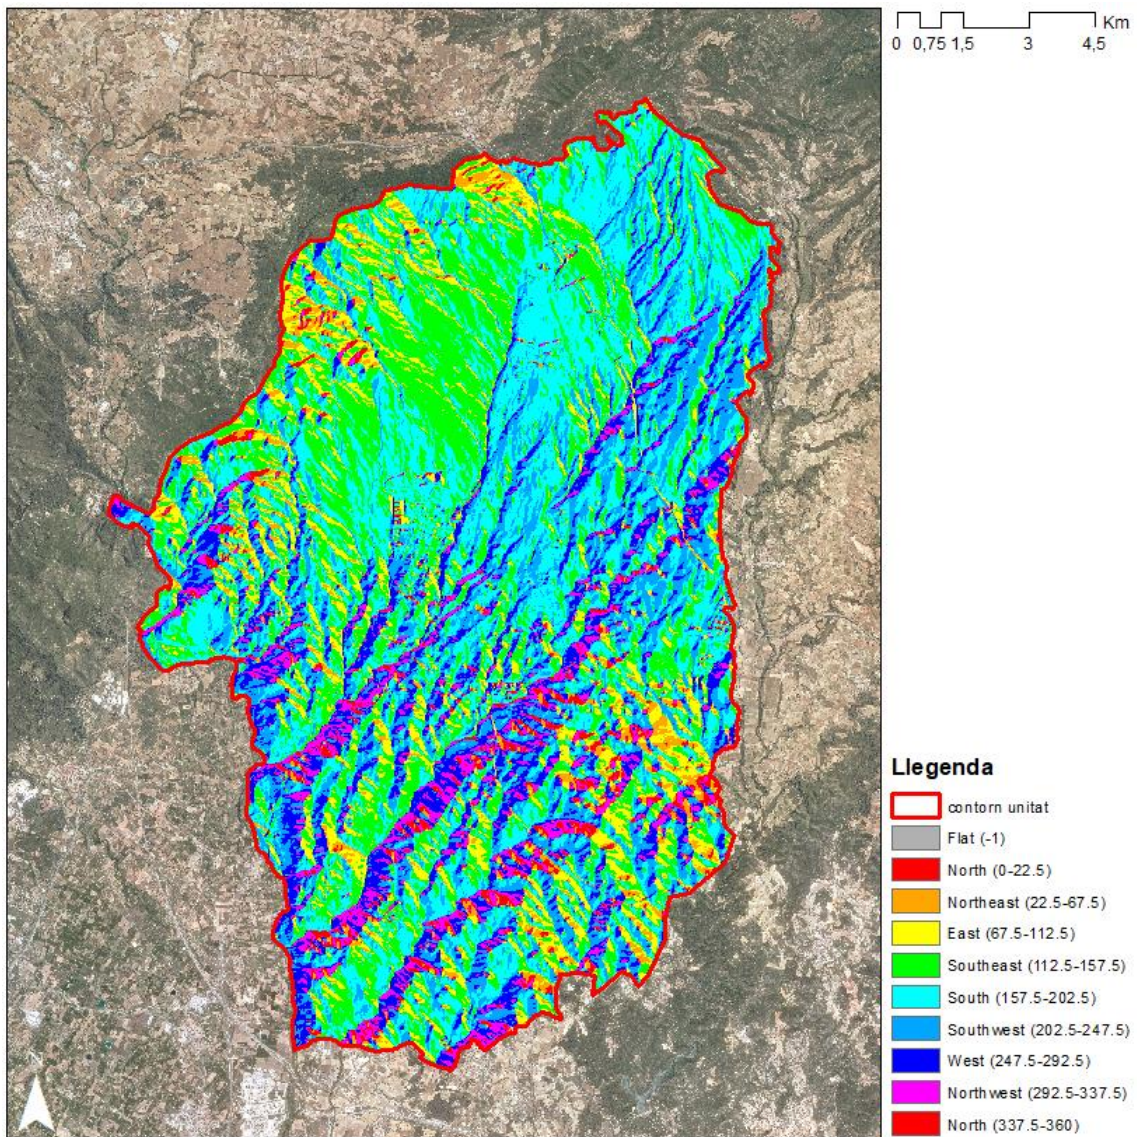 Km
0 0,75 1,5 3 4,5
Llegenda
contorn unitat
Flat (-1)
North (0-22.5)
Northeast (22.5-67.5)
East (67.5-112.5)
Southeast (112.5-157.5)
South (157.5-202.5)
Southwest (202.5-247.5)
West (247.5-292.5)
Northwest (292.5-337.5)
North (337.5-360)